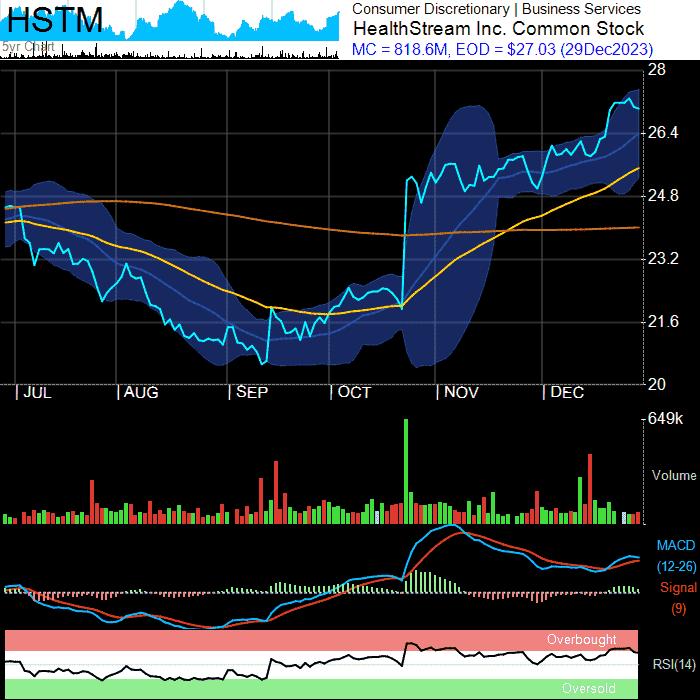 HSTM
5yr Chart
Consumer Discretionary | Business Services
HealthStream Inc. Common Stock
MC = 818.6M, EOD = $27.03 (29Dec2023)
28
26.4
24.8
23.2
21.6
20
| JUL | AUG | SEP | OCT | NOV | DEC
649k
Volume
MACD
(12-26)
Signal
(9)
Overbought
RSI(14)
Oversold